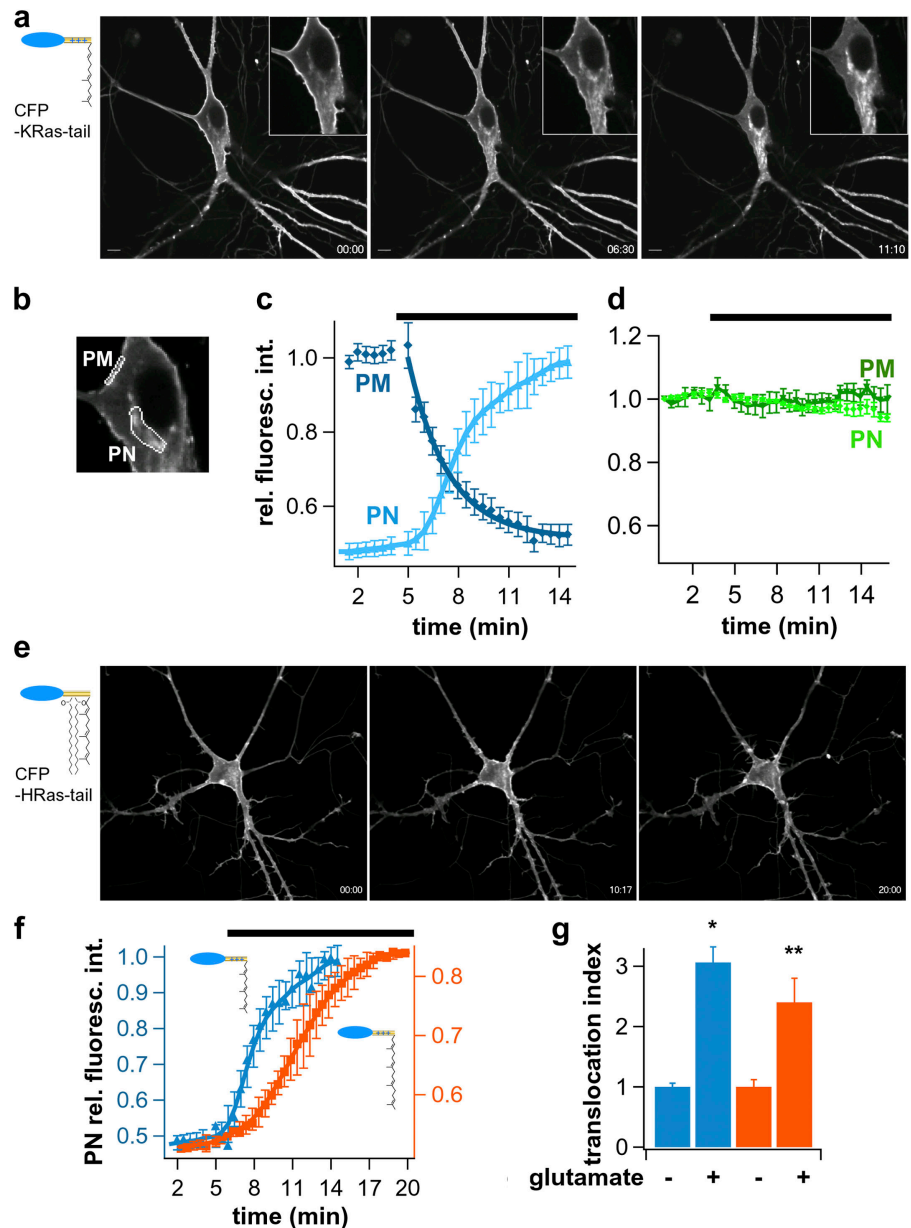 a
CFP
-KRas-tail
+++
00:00
06:30
11:10
b
PM
PN
c
rel. fluoresc. int.
1.0
0.8
0.6
PM
PN
2 5 8 11 14
time (min)
d
1.2
1.0
0.8
0.6
PM
PN
2 5 8 11 14
time (min)
e
CFP
-HRas-tail
00:00
10:17
20:00
f
PN rel. fluoresc. int.
1.0
0.9
0.8
0.7
0.6
0.5
0.8
0.7
0.6
2 5 8 11 14 17 20
time (min)
g
translocation index
3
2
1
0
*
**
glutamate - + - +